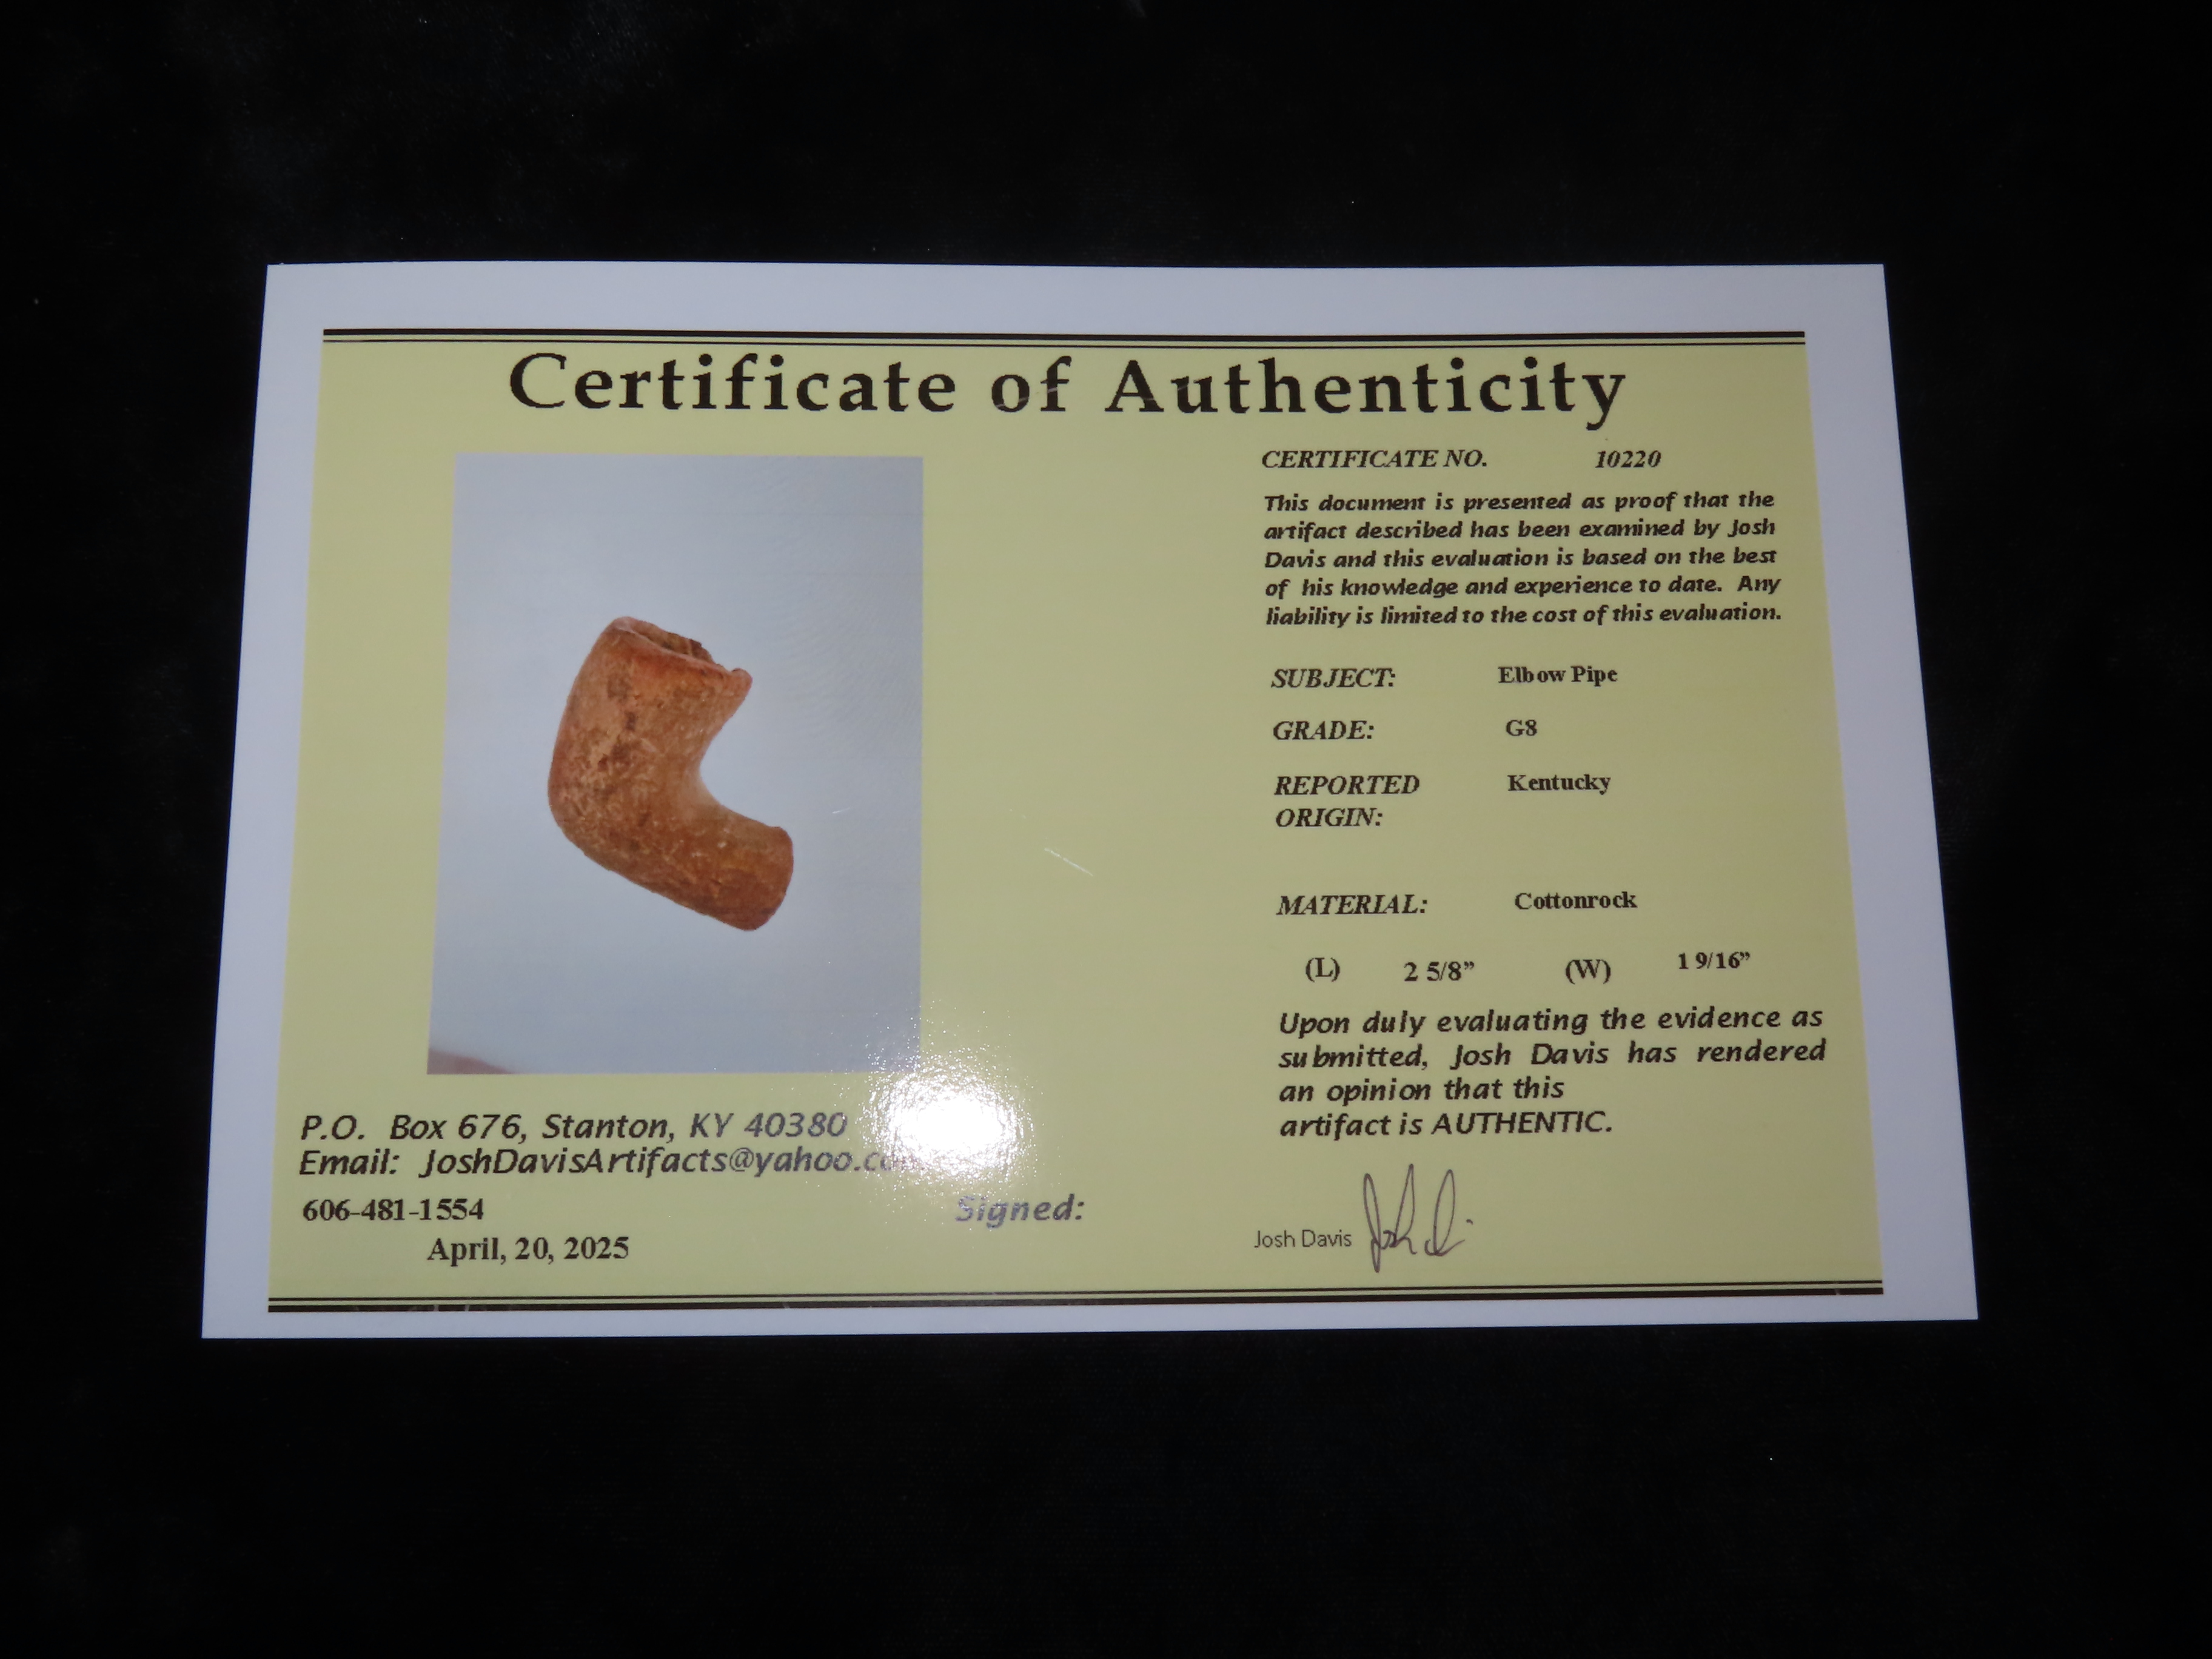 Certificate of Authenticity
CERTIFICATE NO. 10220
This document is presented as proof that the
artifact described has been examined by Josh
Davis and this evaluation is based on the best
of his knowledge and experience to date. Any
liability is limited to the cost of this evaluation.
SUBJECT: Elbow Pipe
GRADE: G8
REPORTED Kentucky
ORIGIN:
MATERIAL: Cottonrock
(L) 2 5/8” (W) 1 9/16”
Upon duly evaluating the evidence as
submitted, Josh Davis has rendered
an opinion that this
artifact is AUTHENTIC.
P.O. Box 676, Stanton, KY 40380
Email:
606-481-1554
April, 20, 2025
Signed:
Josh Davis